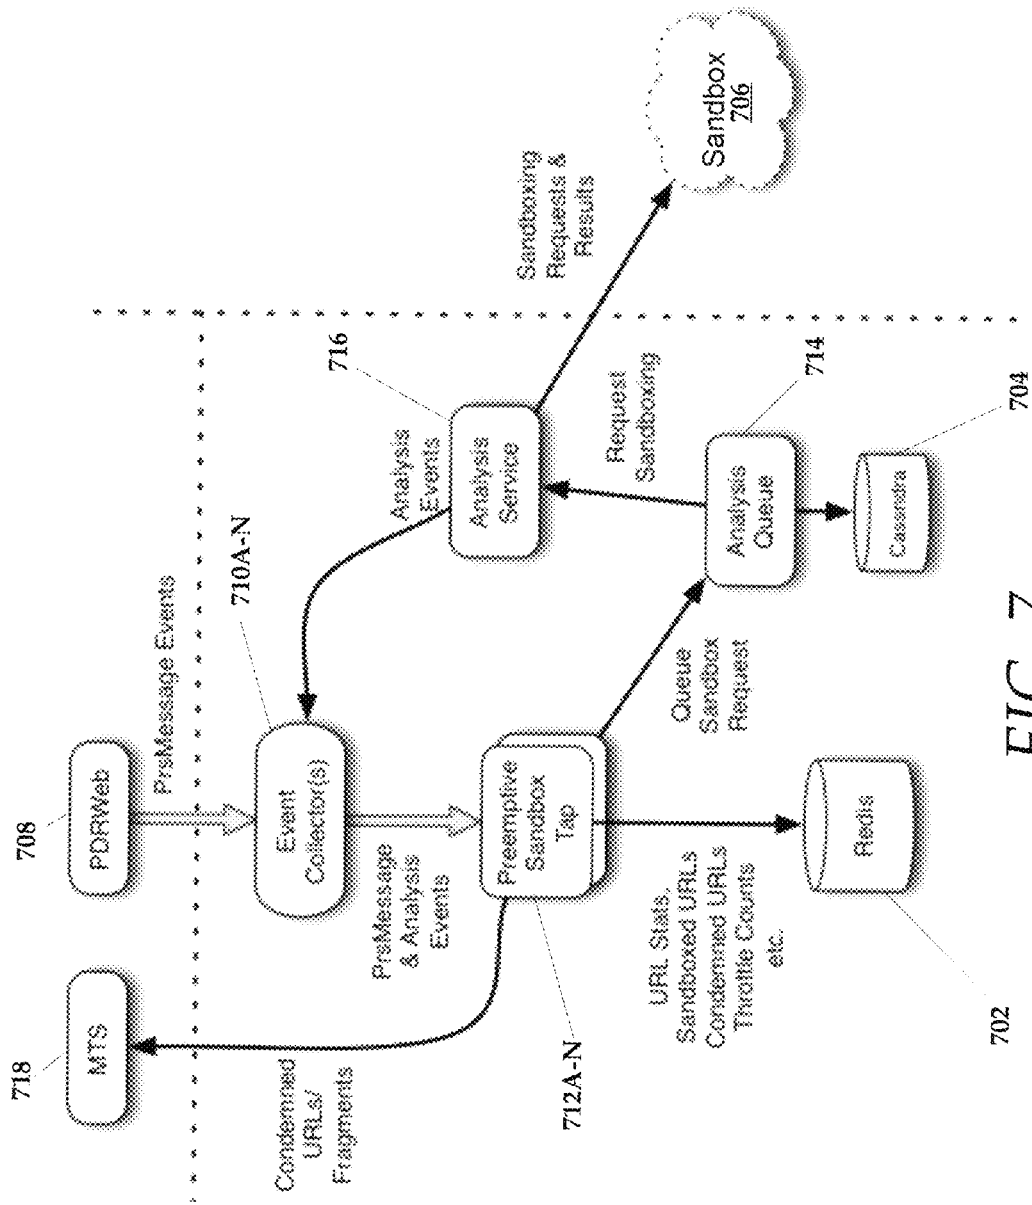 718
MTS
708
PDRWeb
PrsMessage Events
Condemned
URLs/
Fragments
Event
Collector(s)
710A-N
PrsMessage
& Analysis
Events
Analysis
Events
716
Analysis
Service
Sandboxing
Requests &
Results
Sandbox
706
712A-N
Preemptive
Sandbox
Tap
Queue
Sandbox
Request
Request
Sandboxing
714
Analysis
Queue
URL Stats,
Sandboxed URLs
Condemned URLs
Throttle Counts
etc.
Redis
702
Cassndra
704
FIG. 7